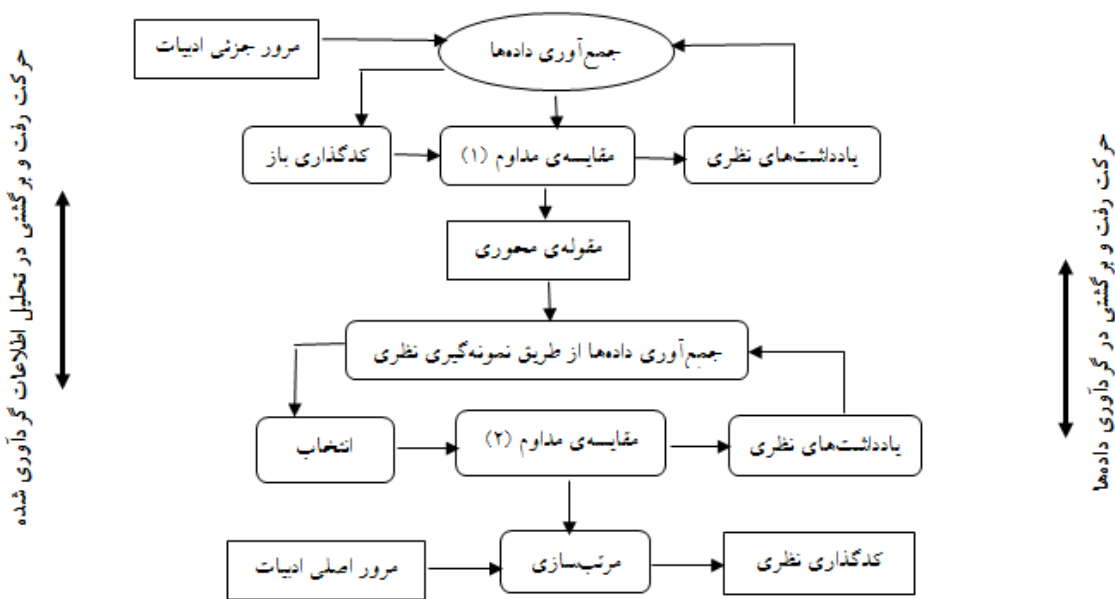 مرور جزئی ادبیات
جمع‌آوری داده‌ها
یادداشت‌های نظری
مقایسه‌ی مداوم (۱)
کدگذاری باز
مقوله‌ی محوری
جمع‌آوری داده‌ها از طریق نمونه‌گیری نظری
یادداشت‌های نظری
مقایسه‌ی مداوم (۲)
انتخاب
کدگذاری نظری
مرتب‌سازی
مرور اصلی ادبیات
حرکت رفت و برگشتی در گردآوری داده‌ها
حرکت رفت و برگشتی در تحلیل اطلاعات گردآوری شده